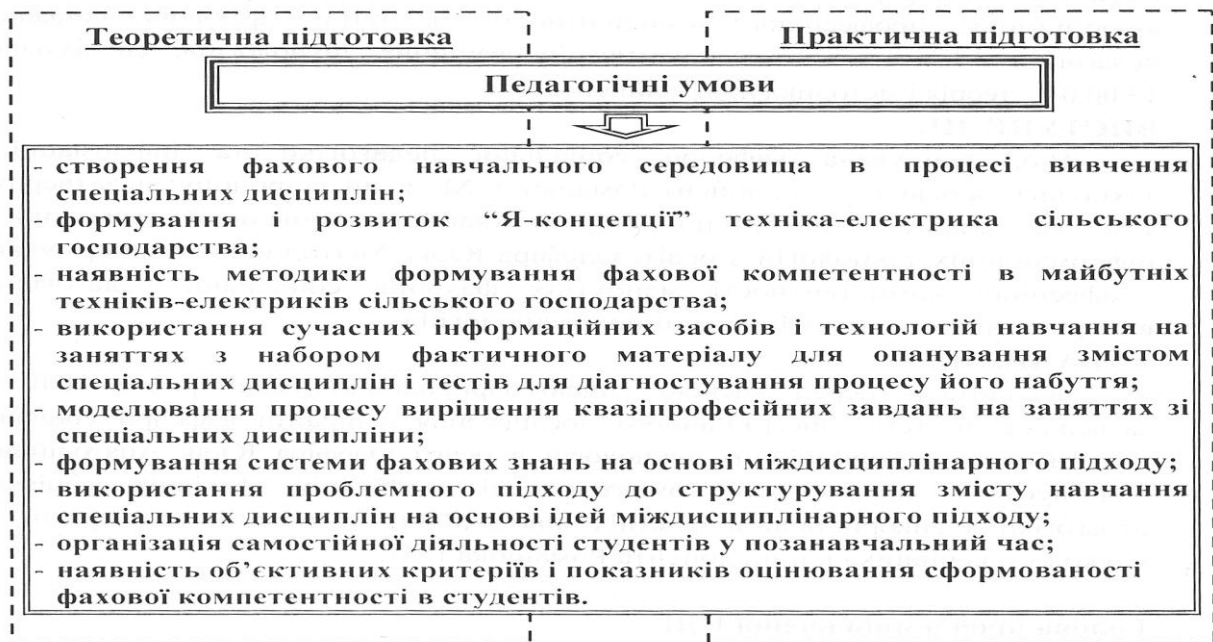 Теоретична підготовка
Практична підготовка
Педагогічні умови
- створення фахового навчального середовища в процесі вивчення
спеціальних дисциплін;
- формування і розвиток “Я-концепції” техніка-електрика сільського
господарства;
- наявність методики формування фахової компетентності в майбутніх
техніків-електриків сільського господарства;
- використання сучасних інформаційних засобів і технологій навчання на
заняттях з набором фактичного матеріалу для опанування змістом
спеціальних дисциплін і тестів для діагностування процесу його набуття;
- моделювання процесу вирішення квазіпрофесійних завдань на заняттях зі
спеціальних дисципліни;
- формування системи фахових знань на основі міждисциплінарного підходу;
- використання проблемного підходу до структурування змісту навчання
спеціальних дисциплін на основі ідей міждисциплінарного підходу;
- організація самостійної діяльності студентів у позанавчальний час;
- наявність об’єктивних критеріїв і показників оцінювання сформованості
фахової компетентності в студентів.